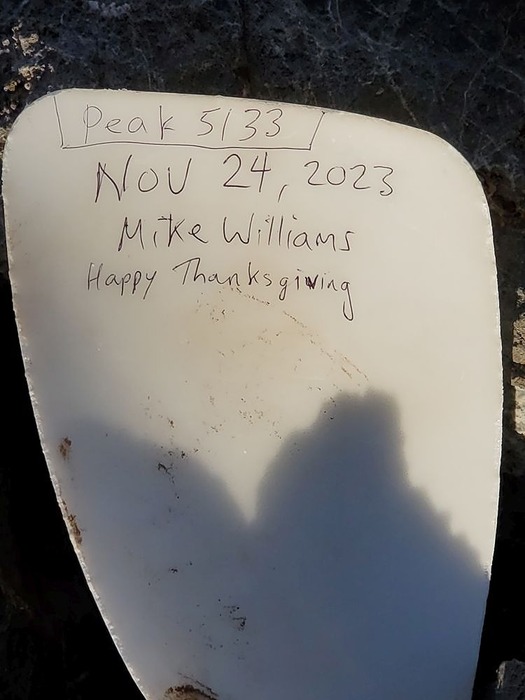 Peak 5133
Nov 24, 2023
Mike Williams
Happy Thanksgiving